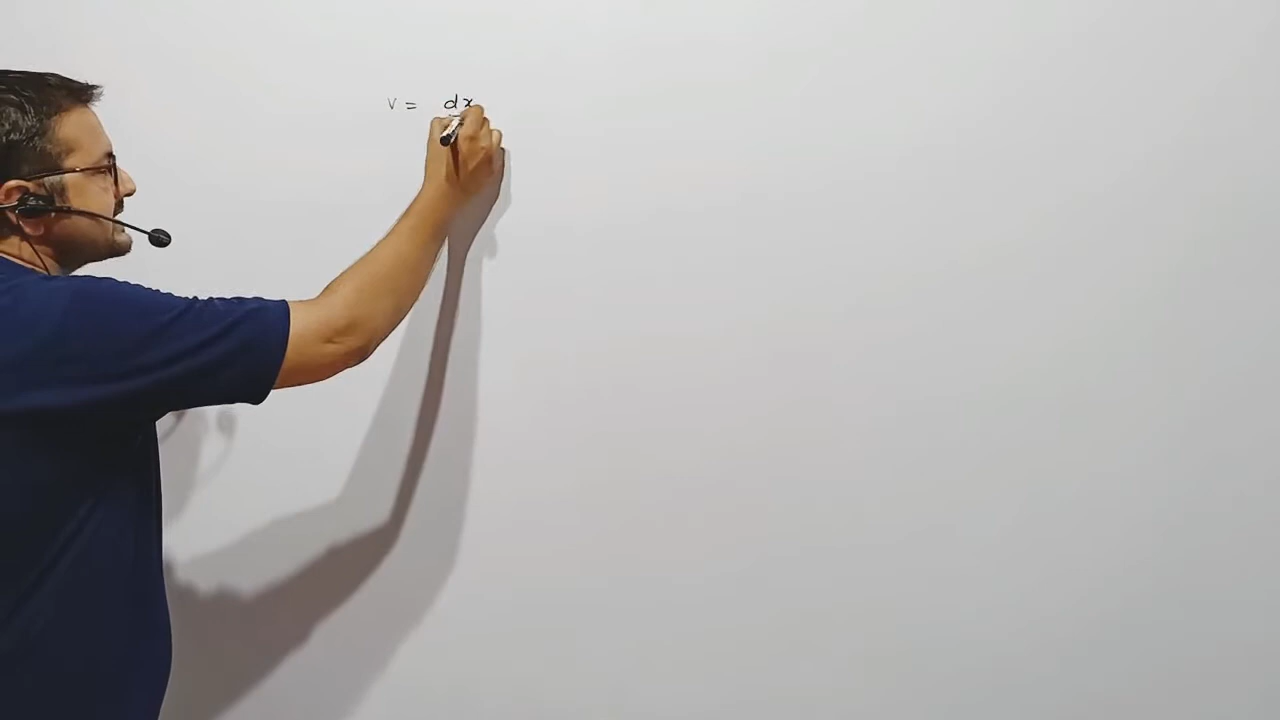 v = dx